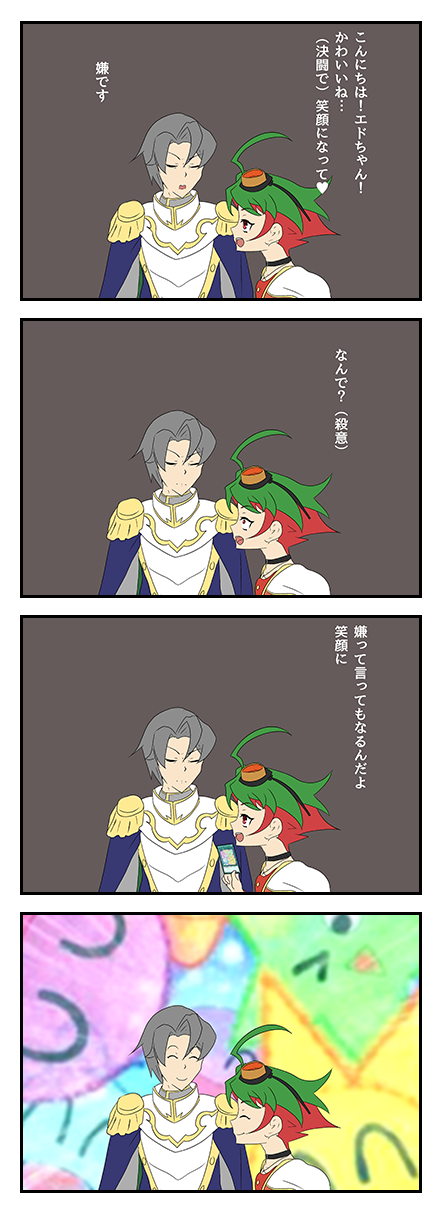 こんにちは！エドちゃん！
かわいいね…
（決闘で）笑顔になって♥
嫌です
なんで？（殺意）
嫌って言ってもなるんだよ
笑顔に